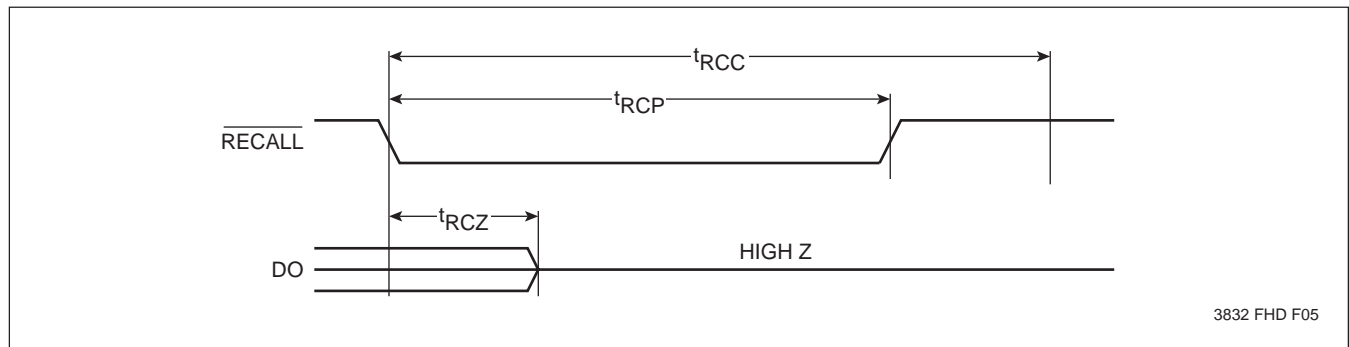 tRCC
tRCP
RECALL
tRCZ
HIGH Z
DO
3832 FHD F05